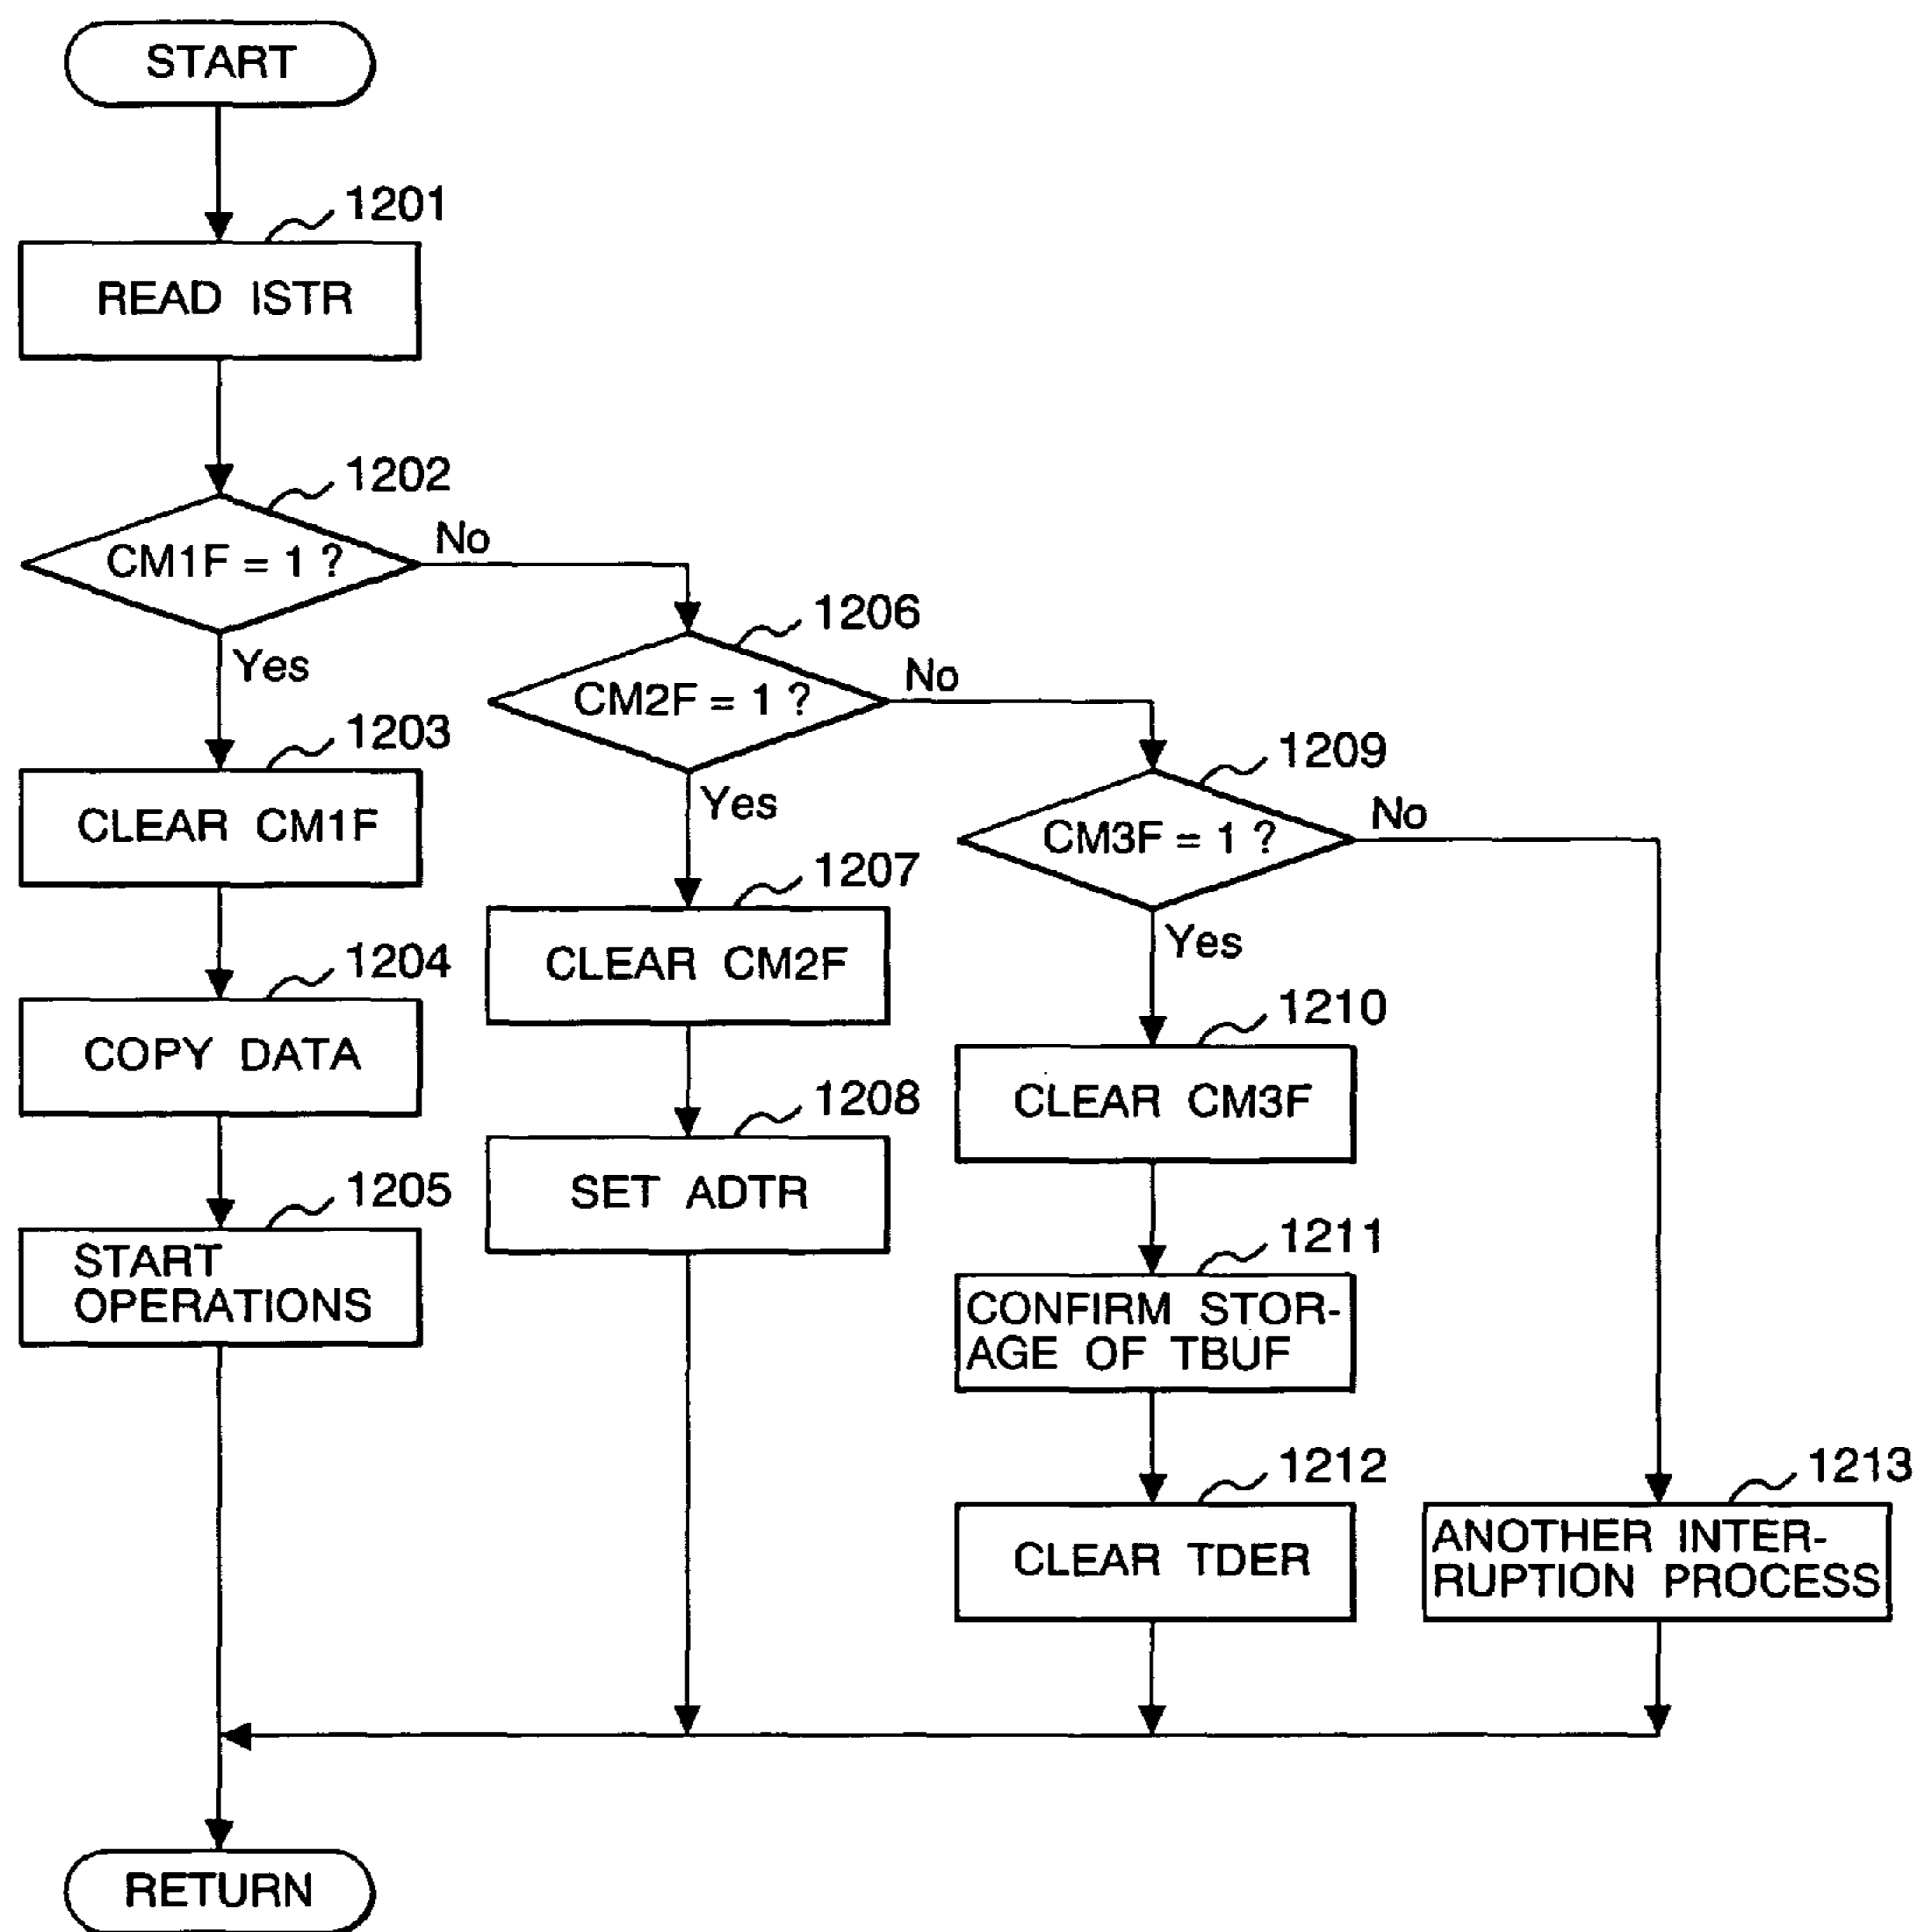 START
1201
READ ISTR
1202
CM1F = 1 ?
No
Yes
1203
CLEAR CM1F
1204
COPY DATA
1205
START
OPERATIONS
1206
CM2F = 1 ?
No
Yes
1207
CLEAR CM2F
1208
SET ADTR
1209
CM3F = 1 ?
No
Yes
1210
CLEAR CM3F
1211
CONFIRM STOR-
AGE OF TBUF
1212
CLEAR TDER
1213
ANOTHER INTER-
RUPTION PROCESS
RETURN